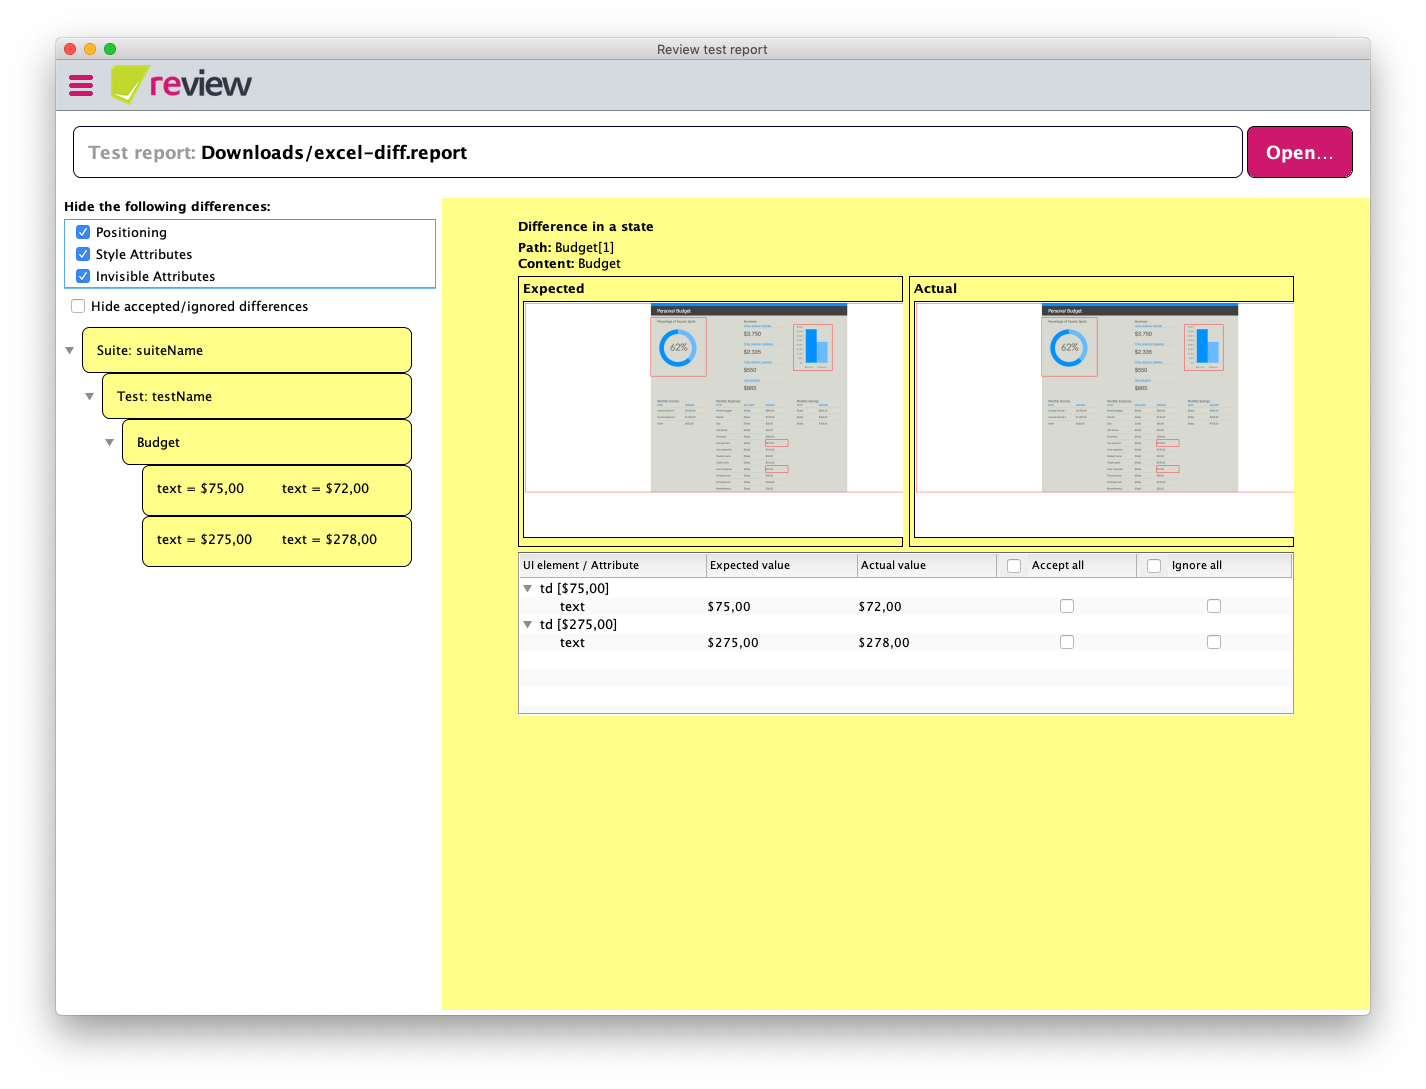 Review test report
review
Test report: Downloads/excel-diff.report
Open...
Hide the following differences:
Positioning
Style Attributes
Invisible Attributes
Hide accepted/ignored differences
Suite: suiteName
Test: testName
Budget
text = $75,00 text = $72,00
text = $275,00 text = $278,00
Difference in a state
Path: Budget[1]
Content: Budget
Expected
Personal Budget
62%
$3.750
$2.335
$550
$865
Actual
Personal Budget
62%
$3.750
$2.335
$550
$865
UI element / Attribute Expected value Actual value Accept all Ignore all
td [$75,00]
text $75,00 $72,00
td [$275,00]
text $275,00 $278,00